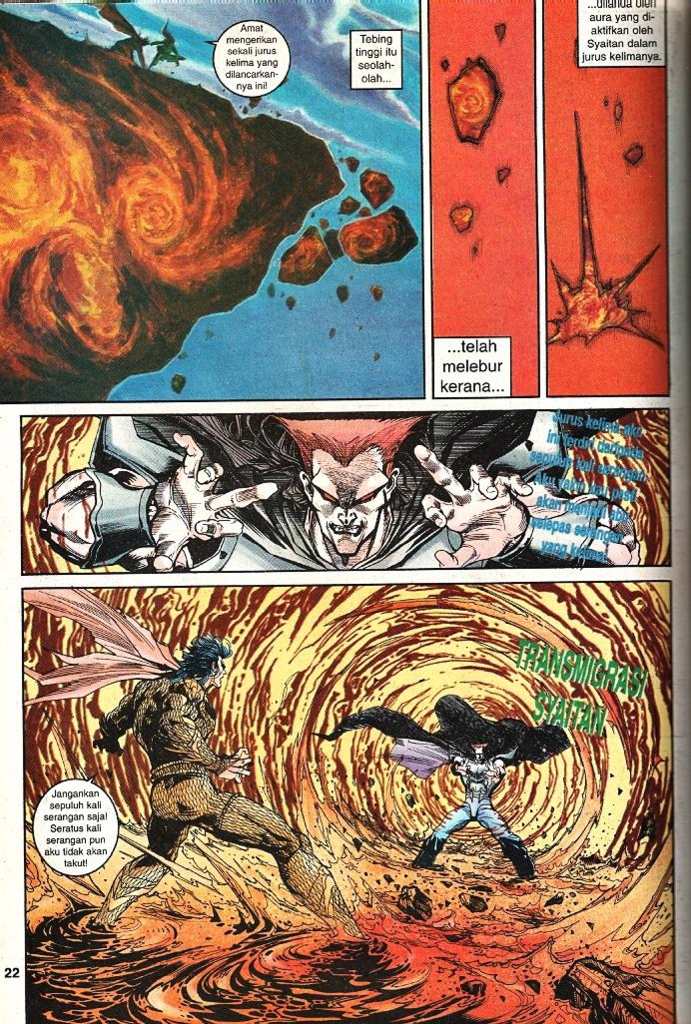 Amat
mengerikan
sekali jurus
kelima yang
dilancarkan-
nya ini!
Tebing
tinggi itu
seolah-
olah...
...telah
melebur
kerana...
...dilanda oleh
aura yang di-
aktifkan oleh
Syaitan dalam
jurus kelimanya.
Jurus kelima aku
ini terdiri daripada
sepuluh kali serangan
Aku yakin kau pasti
akan menjadi abu
selepas serangan
yang
TRANSMIGRASI
SYAITAN
Jangankan
sepuluh kali
serangan saja!
Seratus kali
serangan pun
aku tidak akan
takut!
22